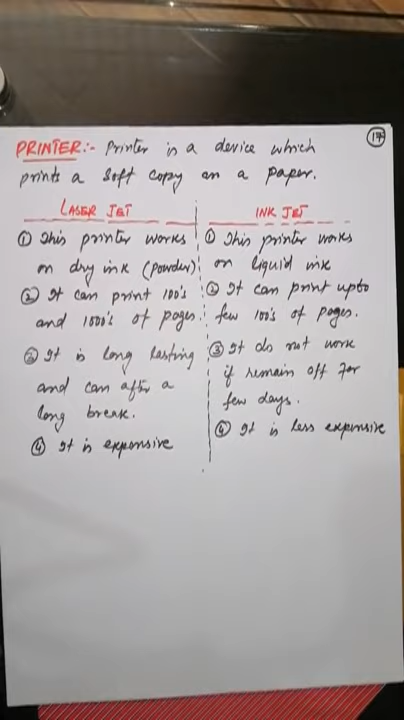 17
PRINTER:- Printer is a device which
prints a soft copy on a paper.
LASER JET
① This printer works
on dry ink (powder)
② It can print 100's
and 1000's of pages.
③ It is long lasting
and can after a
long break.
④ It is expensive
INK JET
① This printer works
on liquid ink
② It can print upto
few 100's of pages.
③ It do not work
if remain off for
few days.
④ It is less expensive